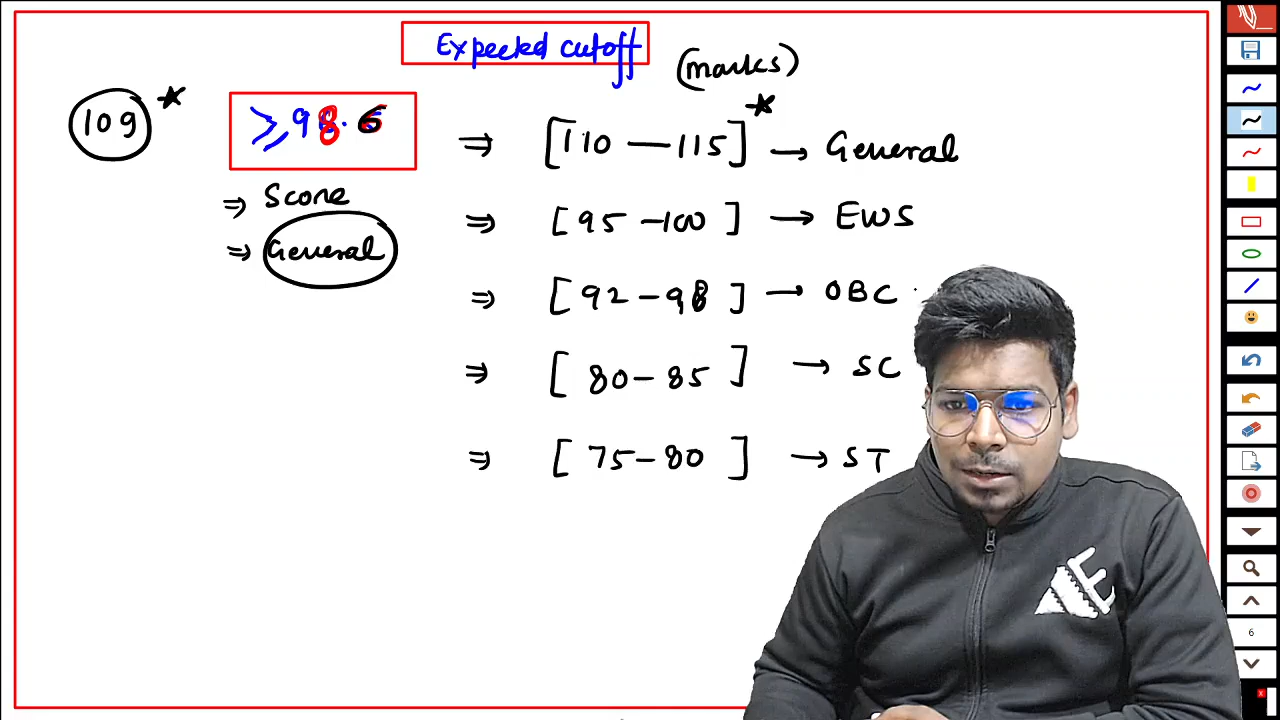 Expected cutoff
(marks)
109 *
≥98.6
⇒ [110 — 115] * → General
⇒ Score
⇒ General
⇒ [95 - 100] → EWS
⇒ [92 - 98] → OBC
⇒ [80 - 85] → SC
⇒ [75 - 80] → ST
6